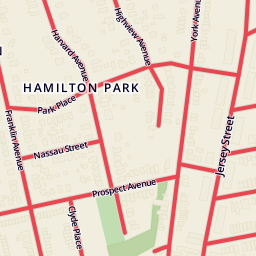 Harvard Avenue
Highview Avenue
York Avenue
HAMILTON PARK
Park Place
Franklin Avenue
Nassau Street
Jersey Street
Prospect Avenue
Clyde Place